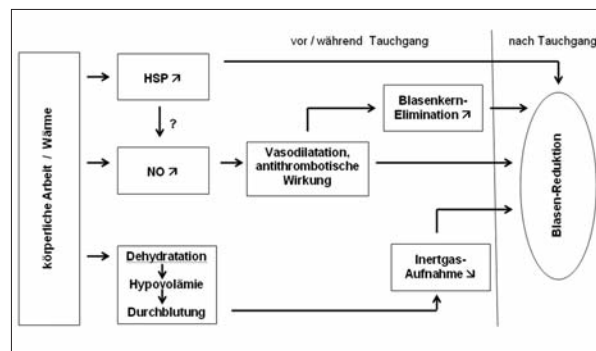 vor / während Tauchgang
nach Tauchgang
körperliche Arbeit / Wärme
HSP ↗
?
NO ↗
Vasodilatation,
antithrombotische
Wirkung
Blasenkern-
Elimination ↗
Dehydratation
Hypovolämie
Durchblutung
Inertgas-
Aufnahme ↘
Blasen-Reduktion